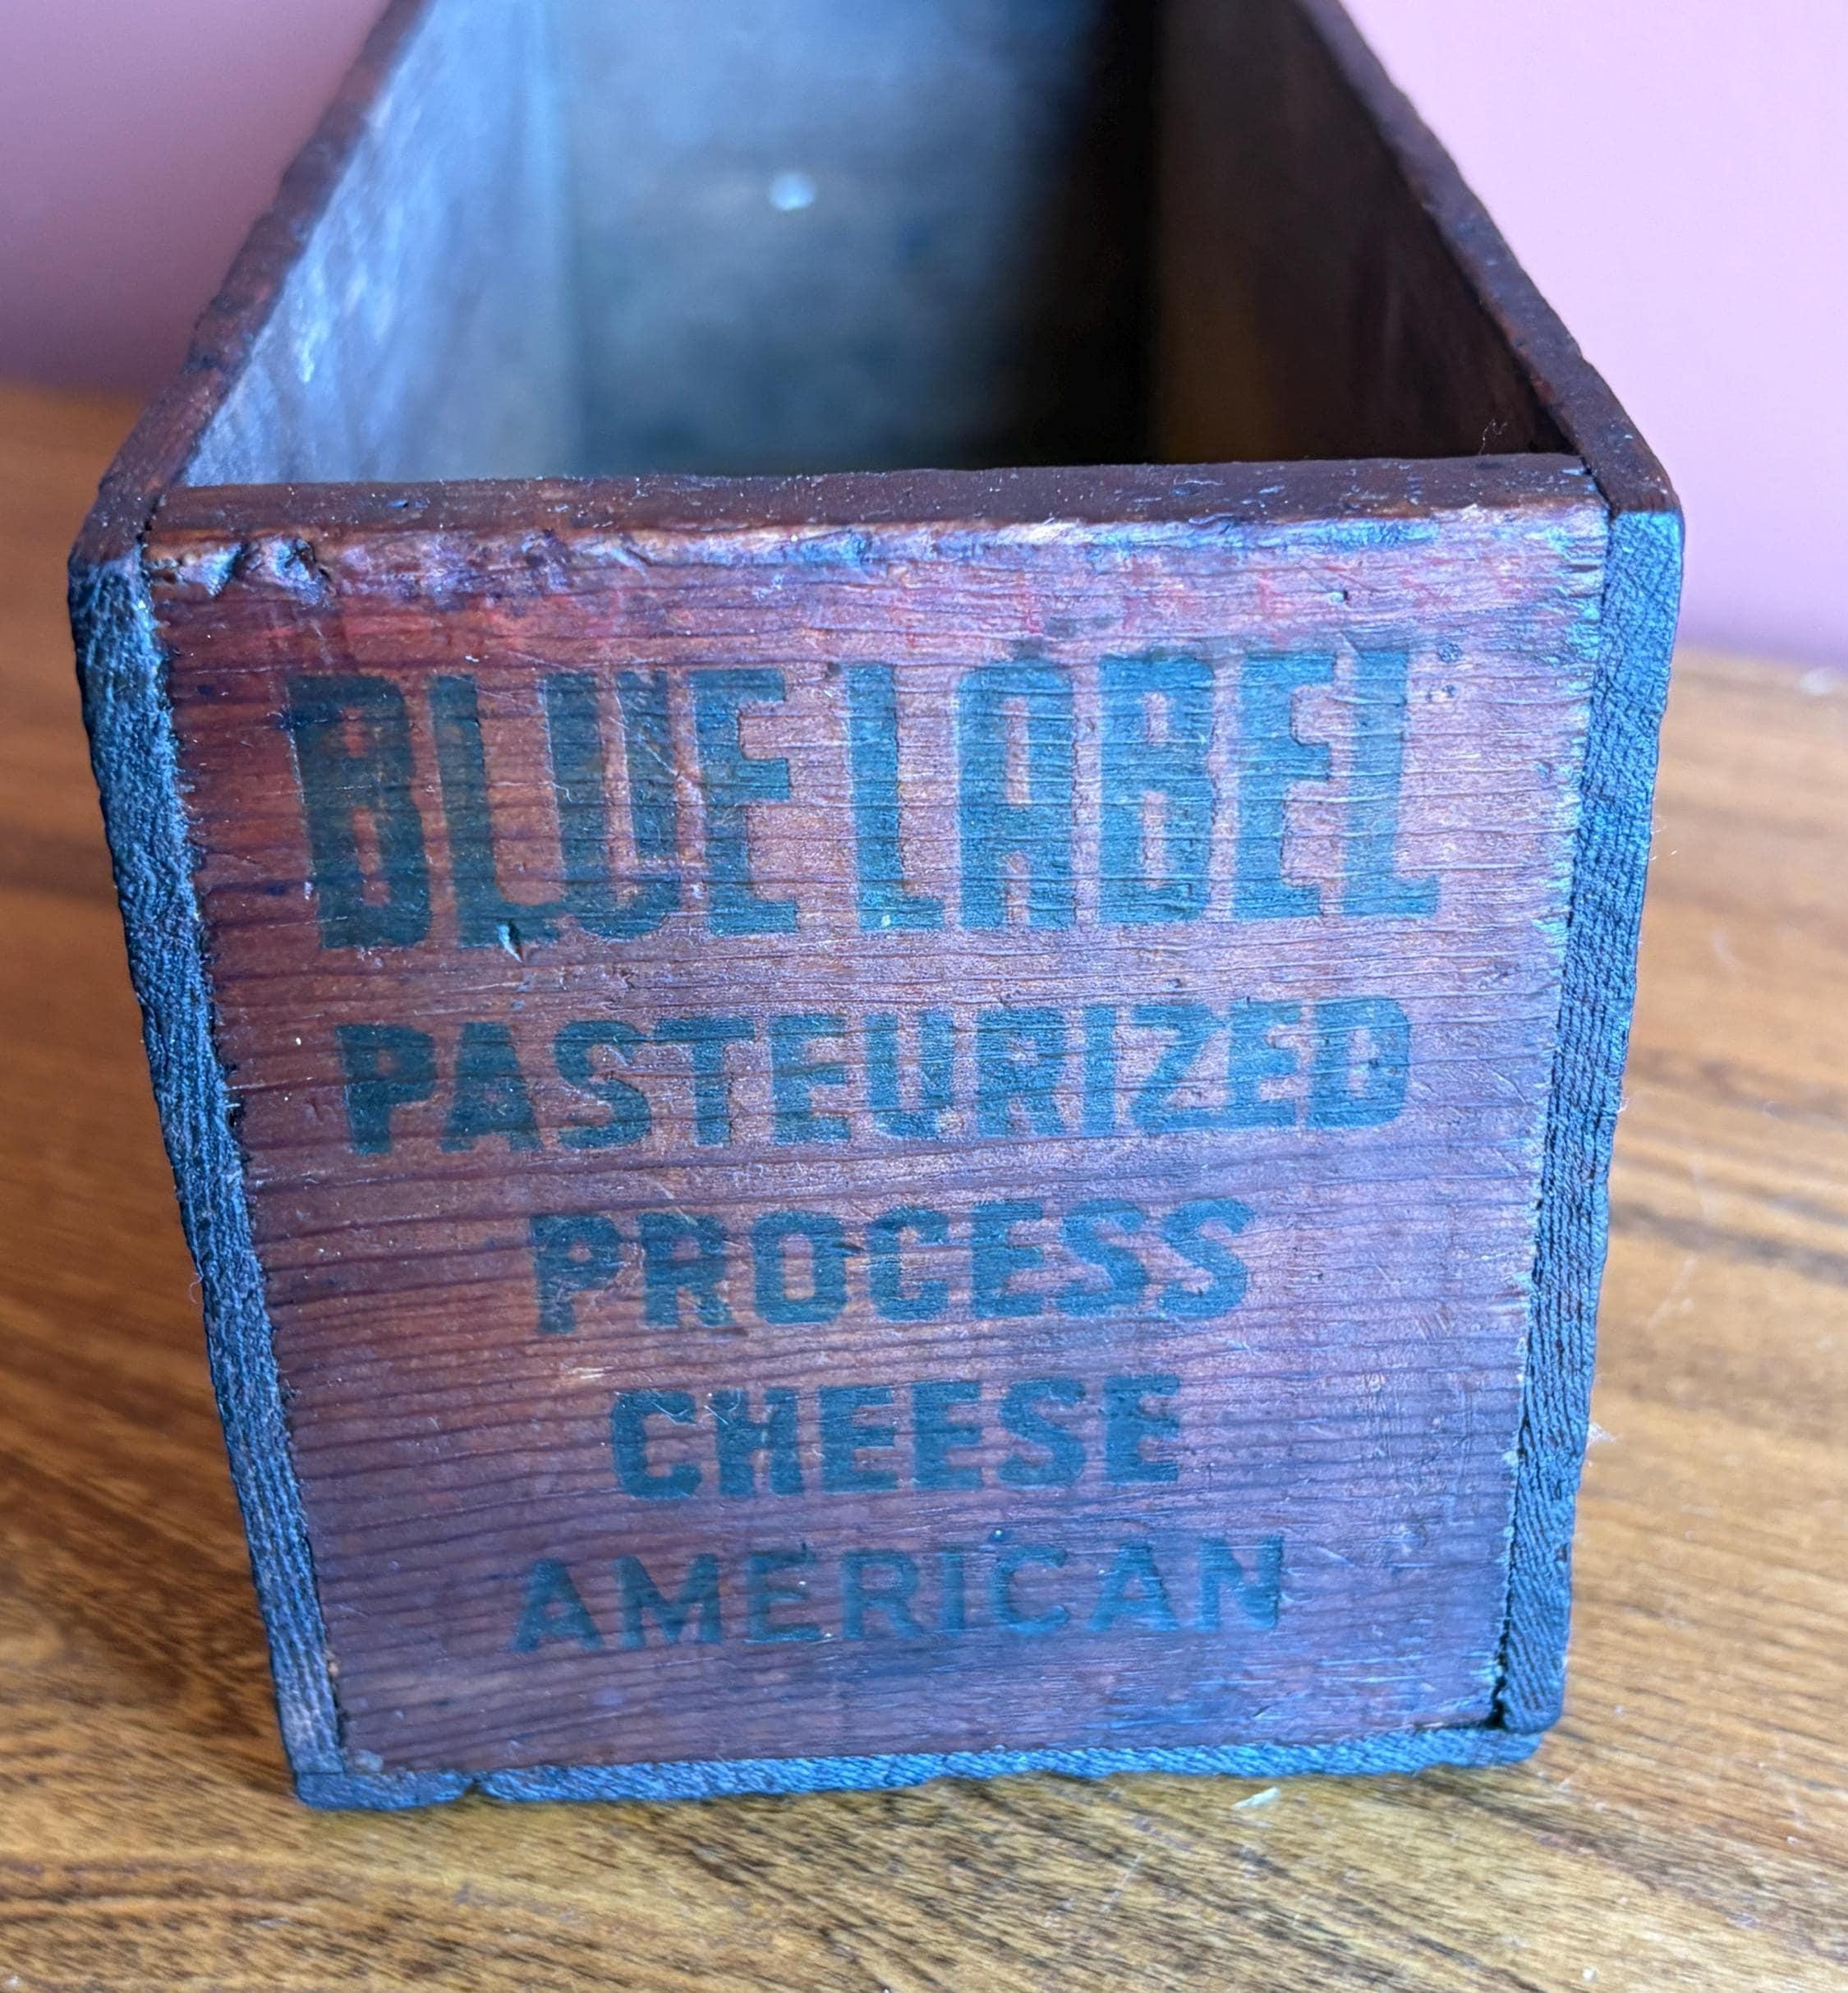 BLUE LABEL
PASTEURIZED
PROCESS
CHEESE
AMERICAN